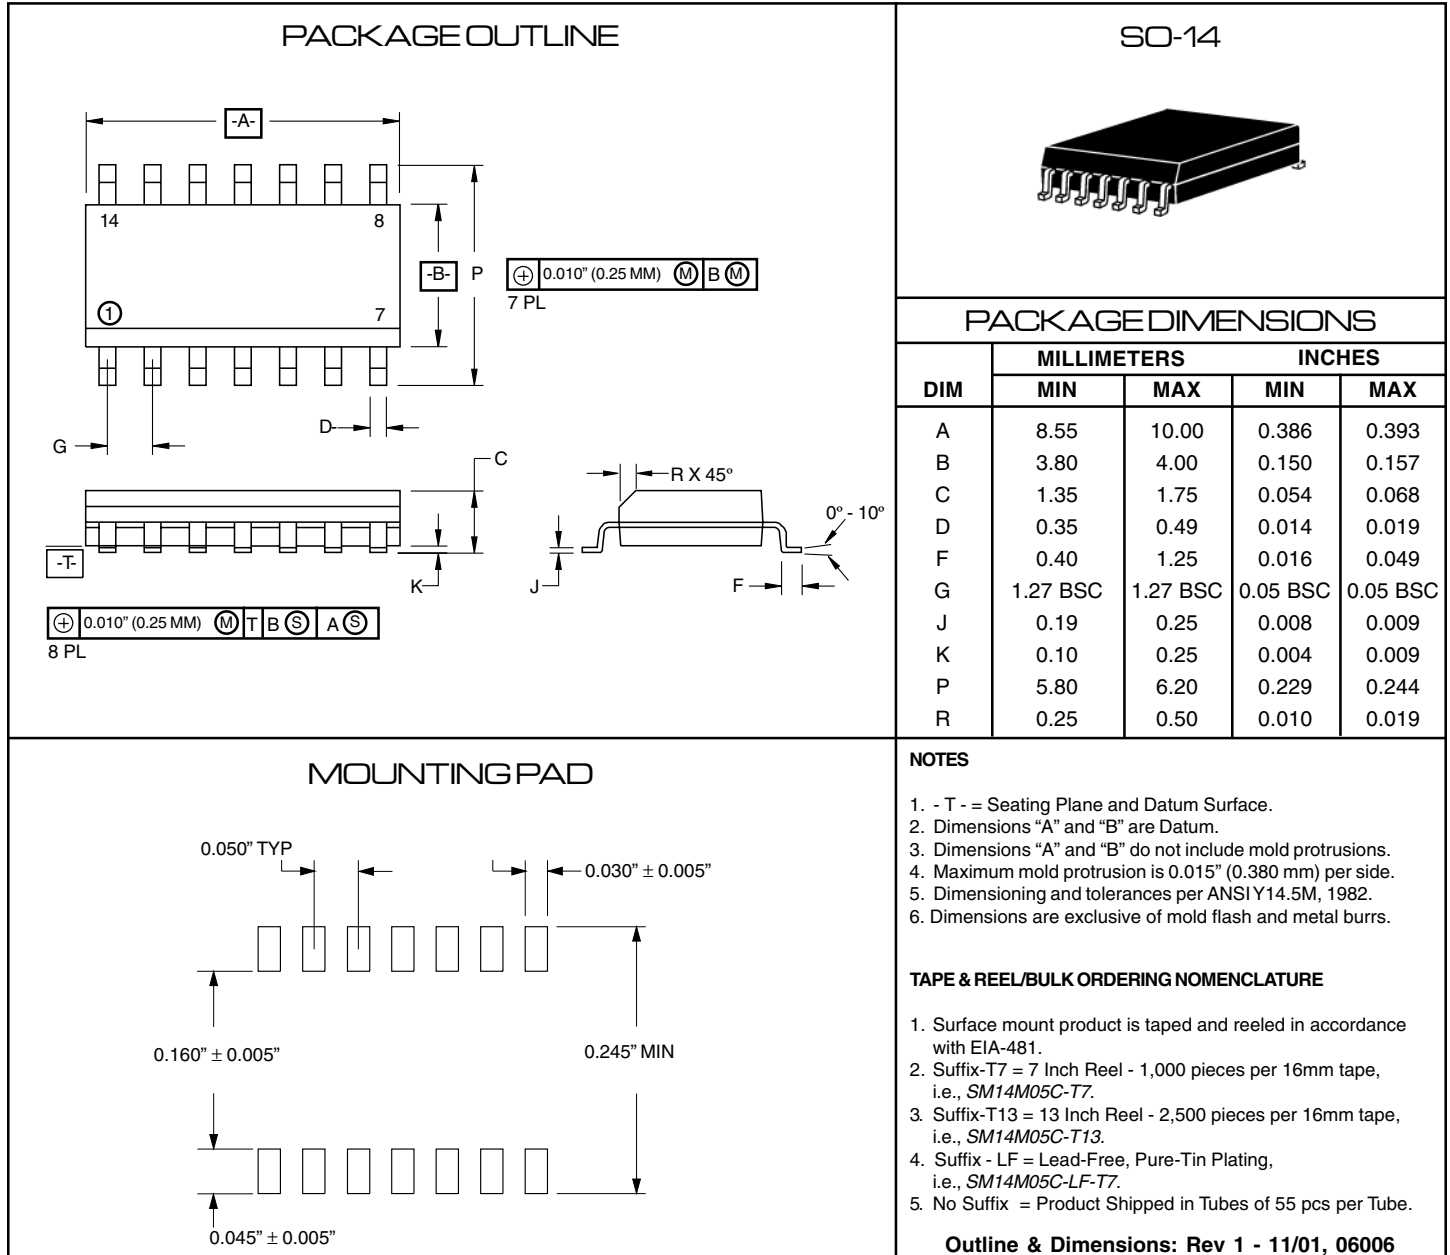 PACKAGE OUTLINE
-A-
14
8
1
7
-B-
P
⌖ 0.010” (0.25 MM) Ⓜ B Ⓜ
7 PL
D
G
C
-T-
K
⌖ 0.010” (0.25 MM) Ⓜ T B Ⓢ A Ⓢ
8 PL
R X 45º
0º - 10º
J
F
SO-14
PACKAGE DIMENSIONS
MILLIMETERS INCHES
DIM MIN MAX MIN MAX
A 8.55 10.00 0.386 0.393
B 3.80 4.00 0.150 0.157
C 1.35 1.75 0.054 0.068
D 0.35 0.49 0.014 0.019
F 0.40 1.25 0.016 0.049
G 1.27 BSC 1.27 BSC 0.05 BSC 0.05 BSC
J 0.19 0.25 0.008 0.009
K 0.10 0.25 0.004 0.009
P 5.80 6.20 0.229 0.244
R 0.25 0.50 0.010 0.019
MOUNTING PAD
0.050” TYP
0.030” ± 0.005”
0.160” ± 0.005”
0.245” MIN
0.045” ± 0.005”
NOTES
1. - T - = Seating Plane and Datum Surface.
2. Dimensions “A” and “B” are Datum.
3. Dimensions “A” and “B” do not include mold protrusions.
4. Maximum mold protrusion is 0.015” (0.380 mm) per side.
5. Dimensioning and tolerances per ANSI Y14.5M, 1982.
6. Dimensions are exclusive of mold flash and metal burrs.
TAPE & REEL/BULK ORDERING NOMENCLATURE
1. Surface mount product is taped and reeled in accordance
with EIA-481.
2. Suffix-T7 = 7 Inch Reel - 1,000 pieces per 16mm tape,
i.e., SM14M05C-T7.
3. Suffix-T13 = 13 Inch Reel - 2,500 pieces per 16mm tape,
i.e., SM14M05C-T13.
4. Suffix - LF = Lead-Free, Pure-Tin Plating,
i.e., SM14M05C-LF-T7.
5. No Suffix = Product Shipped in Tubes of 55 pcs per Tube.
Outline & Dimensions: Rev 1 - 11/01, 06006